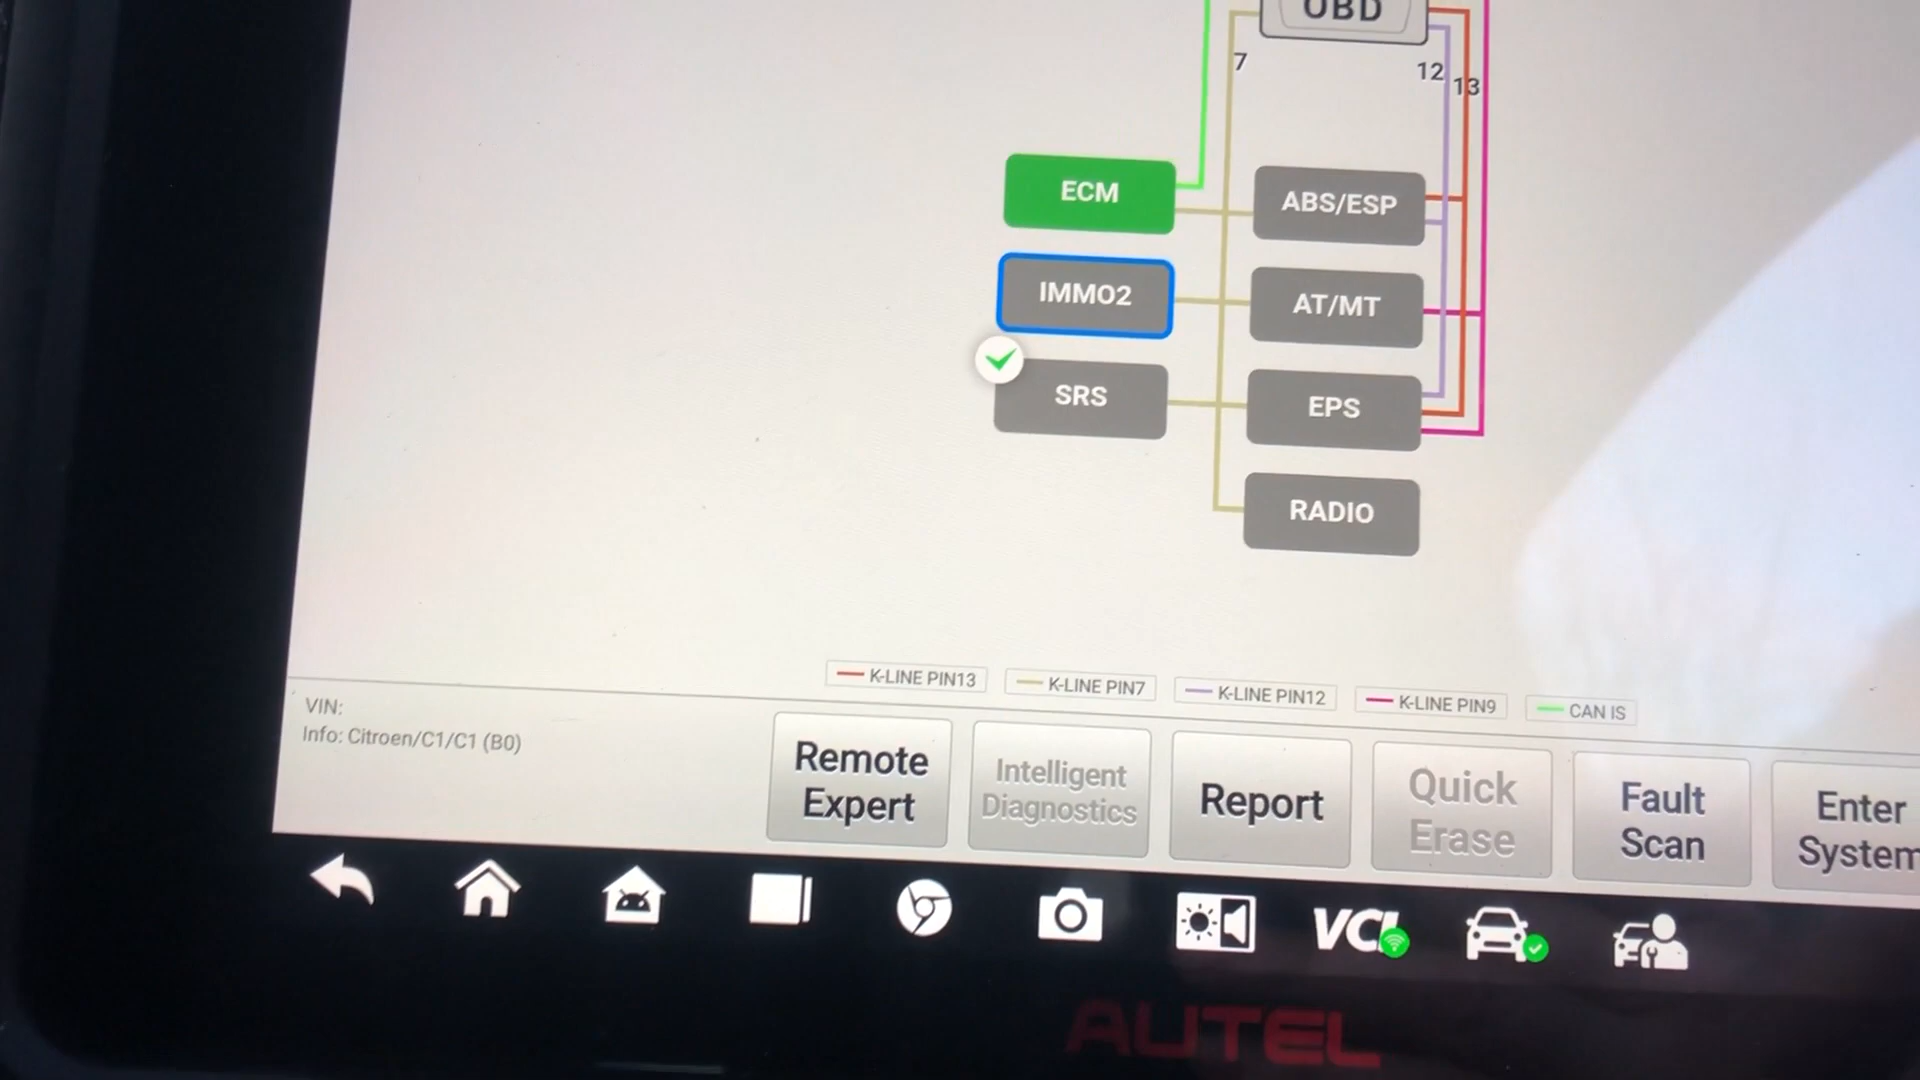 OBD
7
12
13
ECM
ABS/ESP
IMMO2
AT/MT
SRS
EPS
RADIO
K-LINE PIN13
K-LINE PIN7
K-LINE PIN12
K-LINE PIN9
CAN IS
VIN:
Info: Citroen/C1/C1 (B0)
Remote
Expert
Intelligent
Diagnostics
Report
Quick
Erase
Fault
Scan
Enter
System
VCI
AUTEL